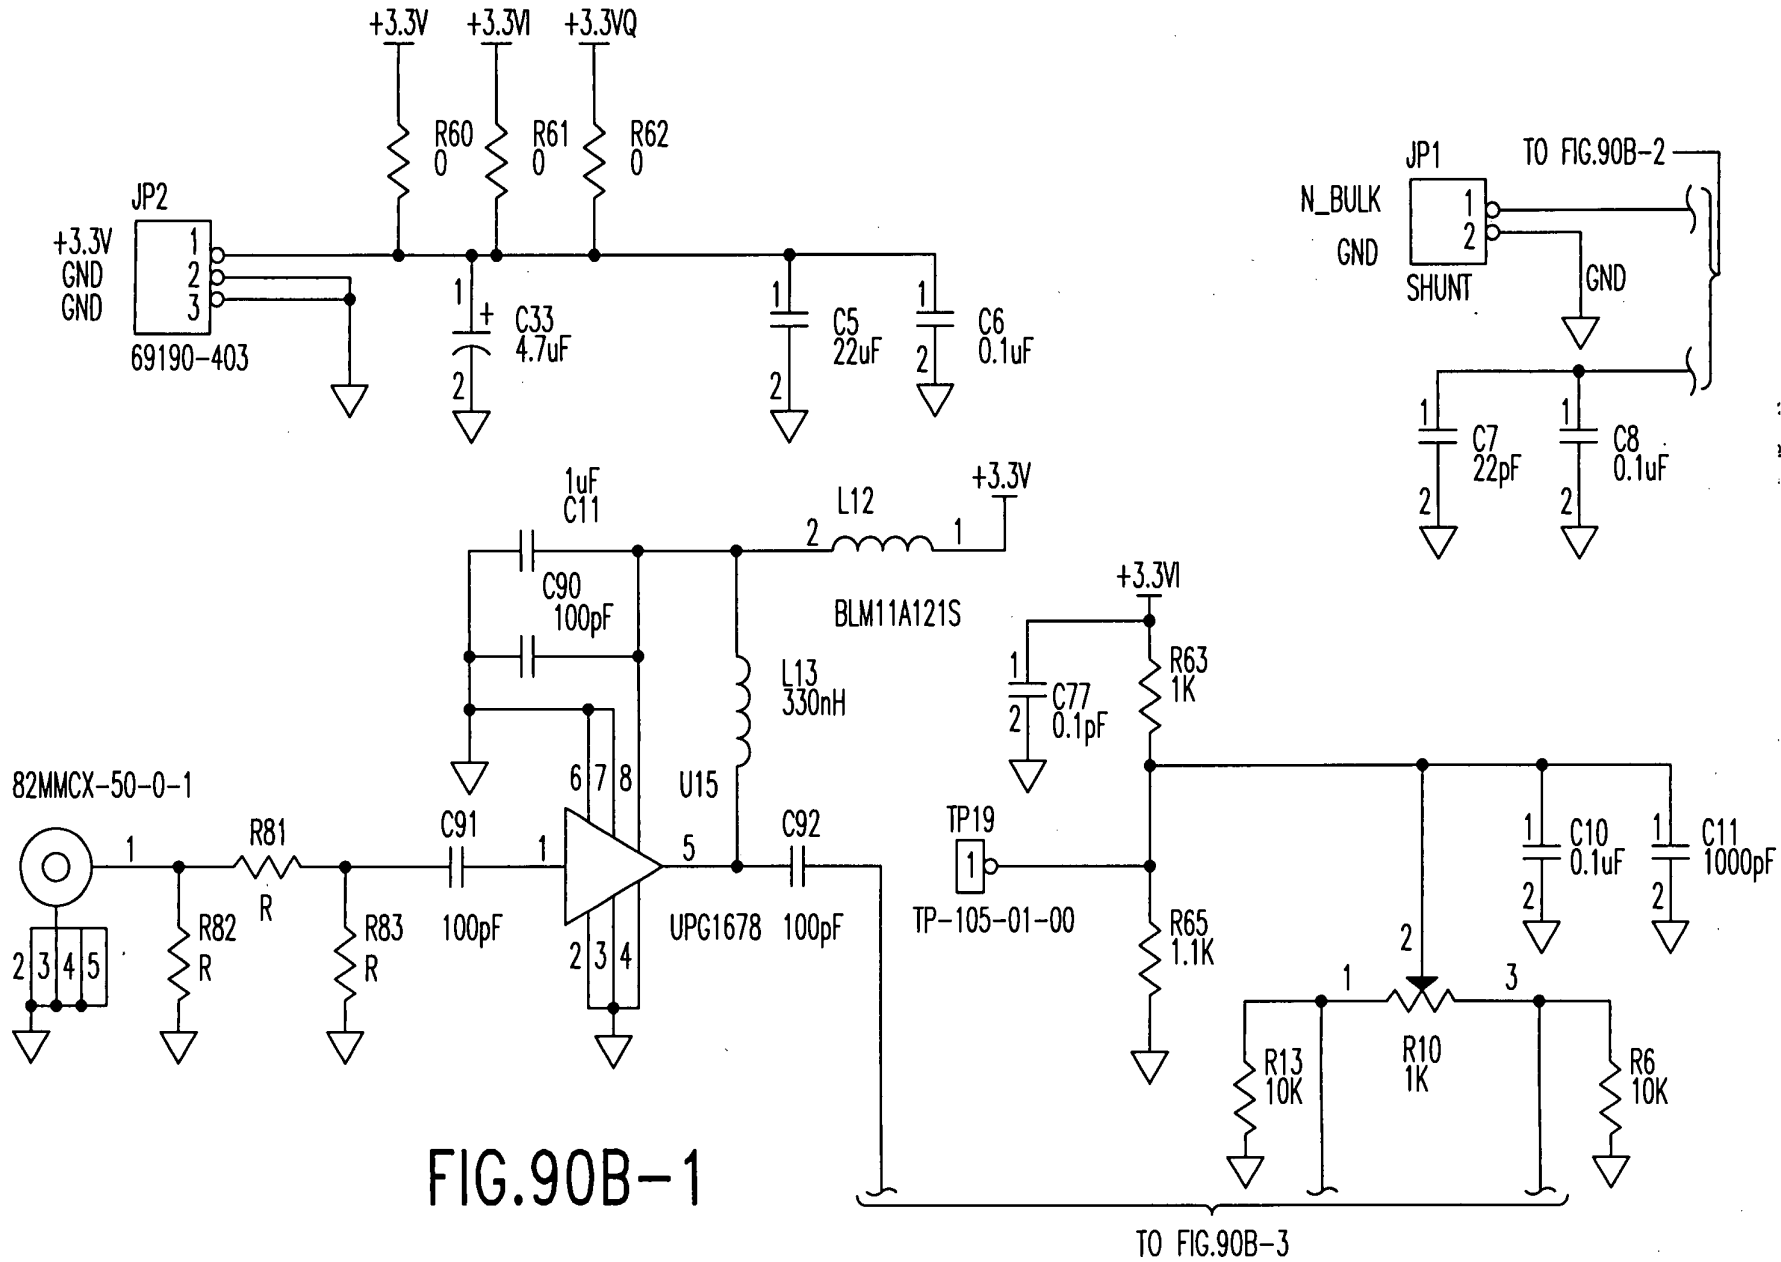 +3.3V +3.3VI +3.3VQ
R60 R61 R62
0 0 0
JP2
+3.3V 1
GND 2
GND 3
69190-403
1 + C33
4.7uF
2
1 C5
22uF
2
1 C6
0.1uF
2
TO FIG.90B-2
JP1
N_BULK 1
GND 2
SHUNT GND
1 C7
22pF
2
1 C8
0.1uF
2
1uF
C11
C90
100pF
L12
2 1
+3.3V
BLM11A121S
L13
330nH
82MMCX-50-0-1
1
R81
R
2 3 4 5
R82
R
R83
R
C91
100pF
6 7 8
1 5
2 3 4
U15
UPG1678
C92
100pF
+3.3VI
1 C77
0.1pF
2
R63
1K
TP19
1
TP-105-01-00
R65
1.1K
1 C10
0.1uF
2
1 C11
1000pF
2
2
1 3
R13
10K
R10
1K
R6
10K
FIG.90B-1
TO FIG.90B-3